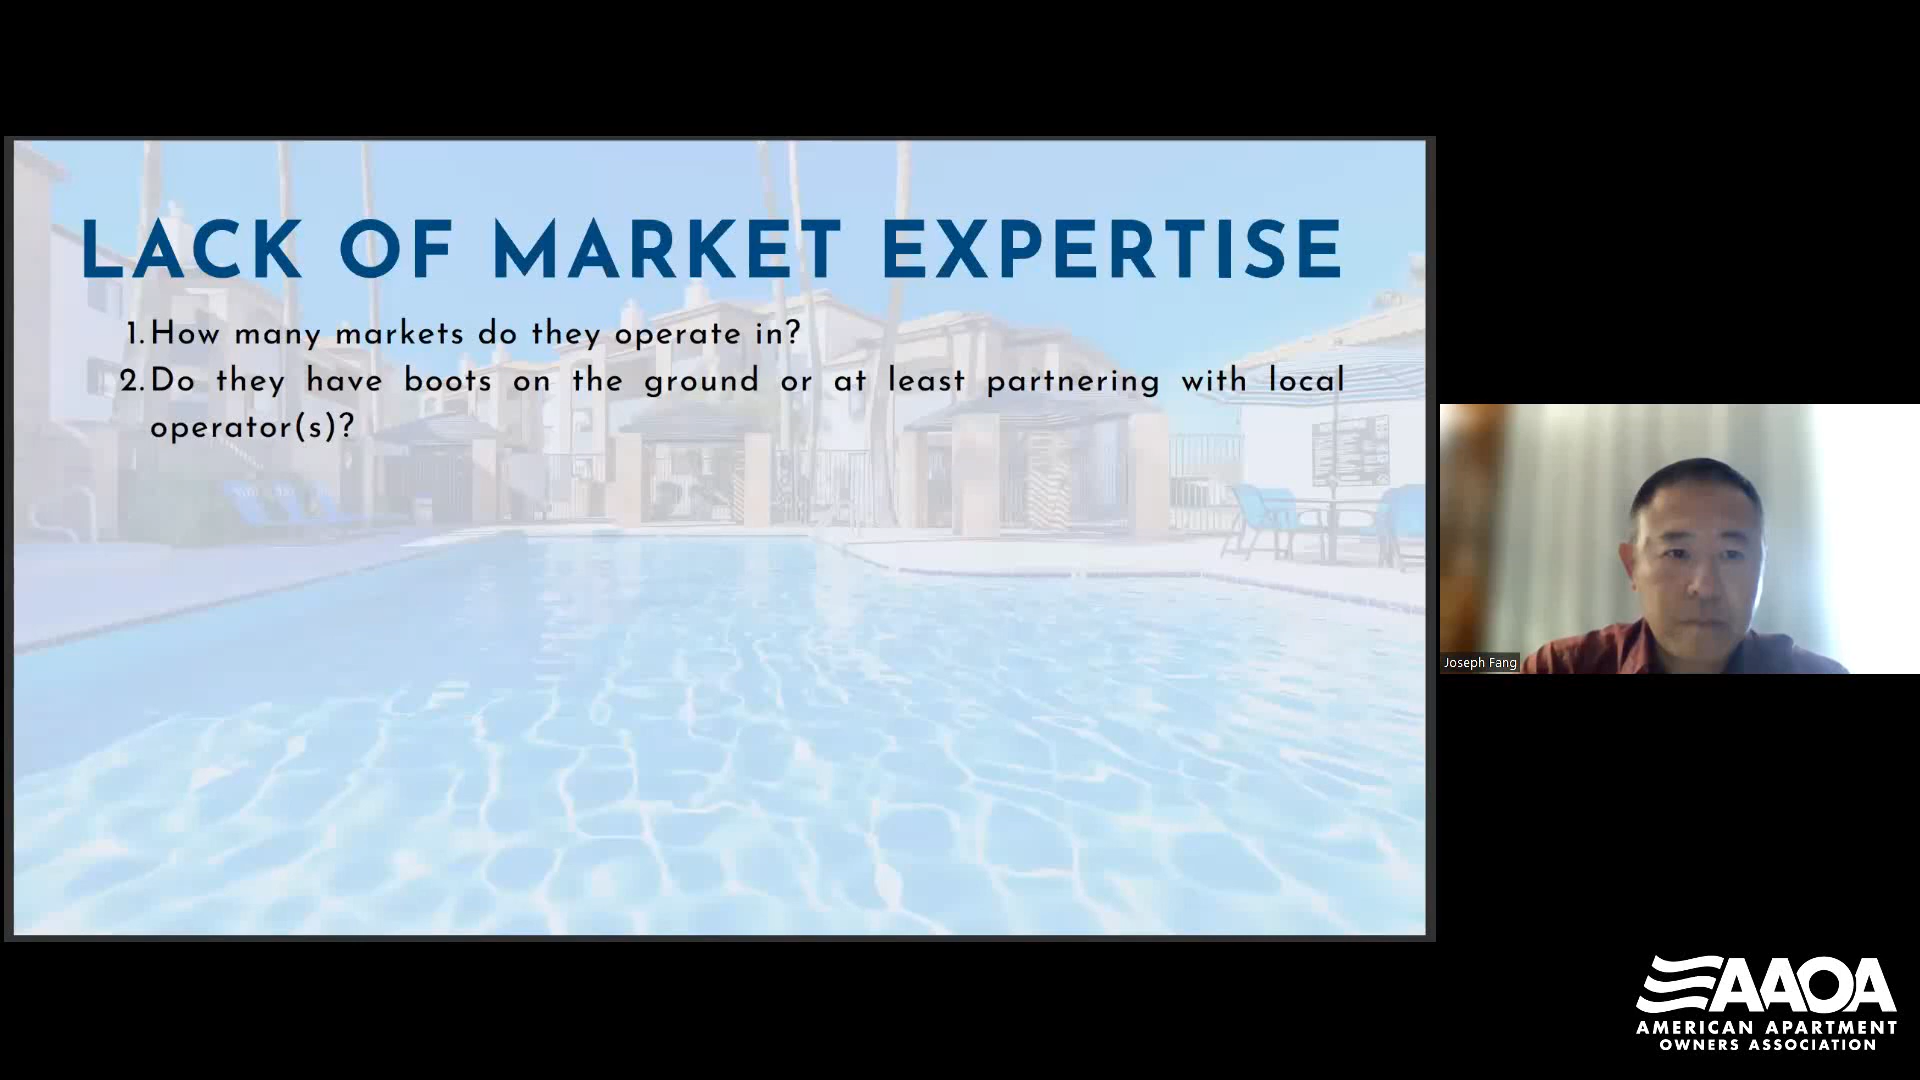 LACK OF MARKET EXPERTISE
1. How many markets do they operate in?
2. Do they have boots on the ground or at least partnering with local
operator(s)?
Joseph Fang
AAOA
AMERICAN APARTMENT
OWNERS ASSOCIATION